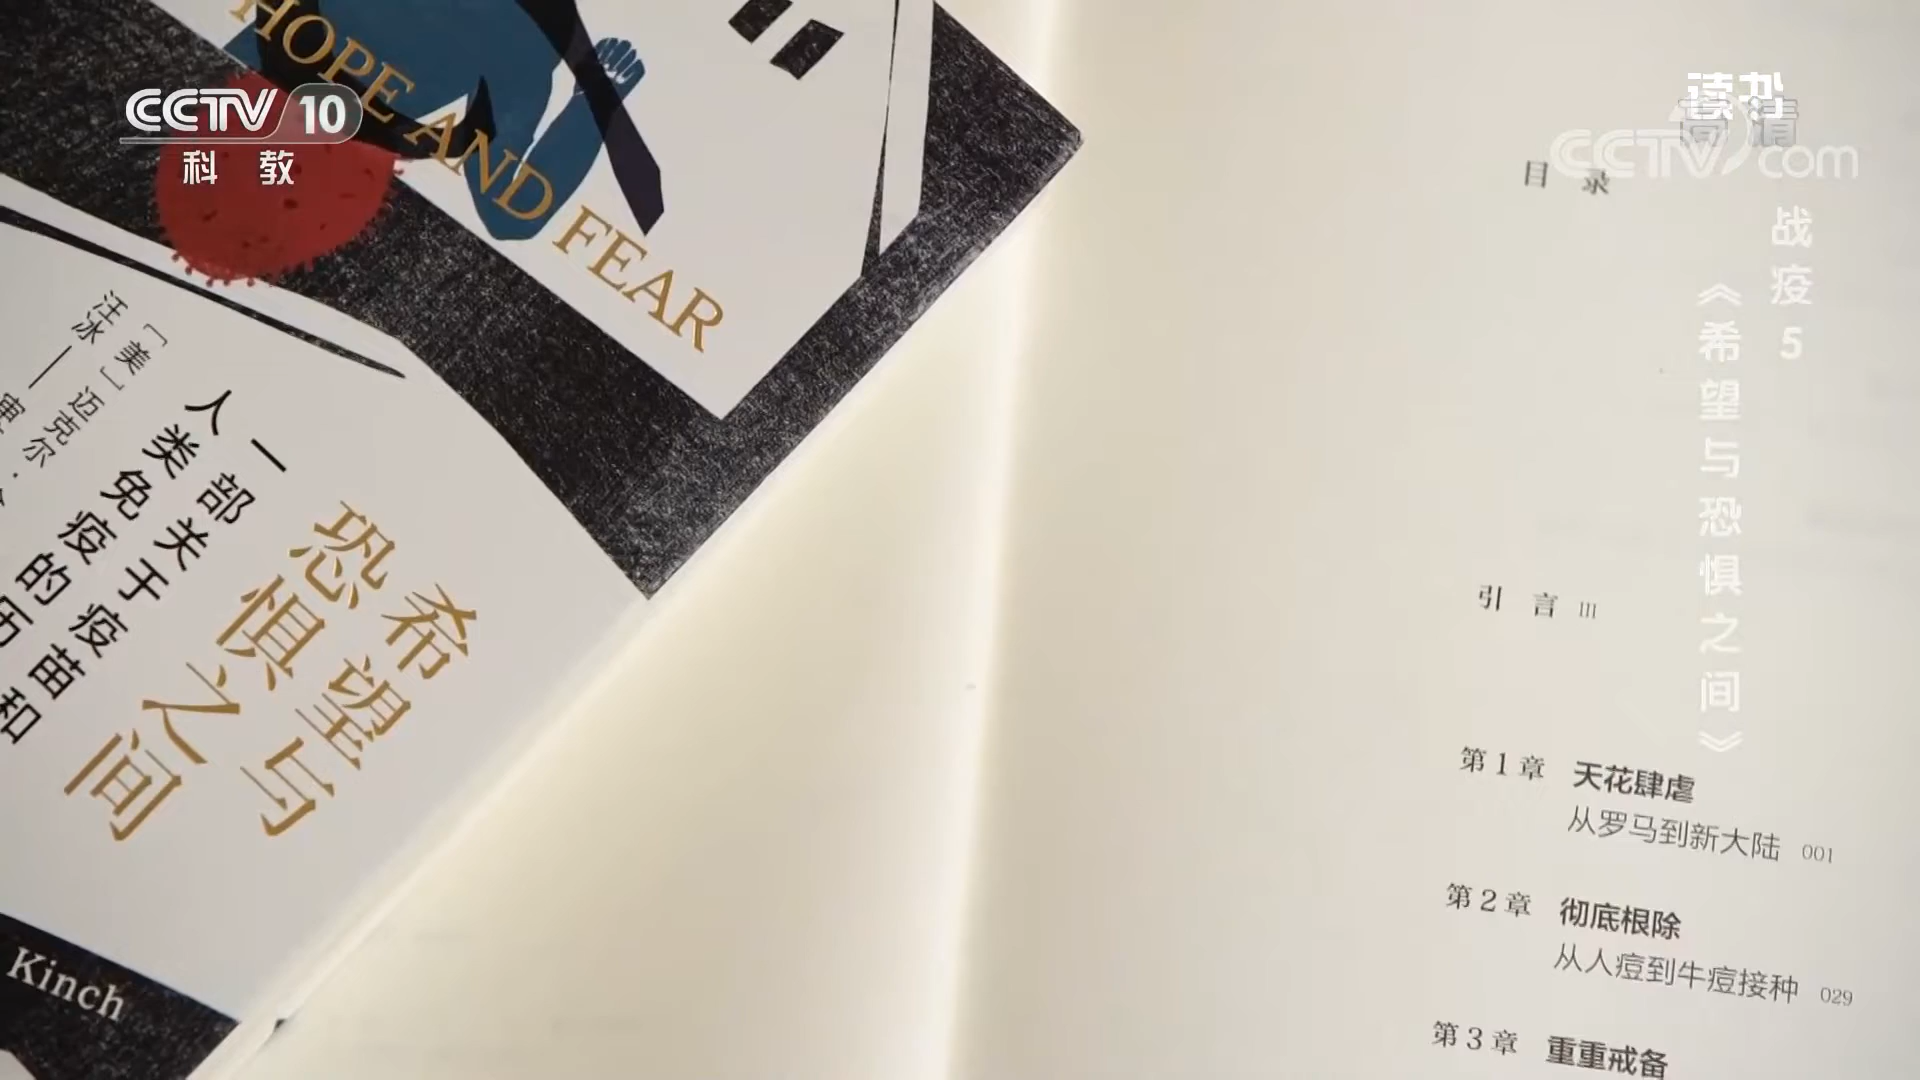 CCTV 10
科教
读书
高清
CCTV com
战疫5
《希望与恐惧之间》
HOPE AND FEAR
[美]迈克尔·
汪冰
一部关于疫苗和
人类免疫的历
希望与
恐惧之间
Kinch
目录
引言 III
第1章 天花肆虐
从罗马到新大陆 001
第2章 彻底根除
从人痘到牛痘接种 029
第3章 重重戒备